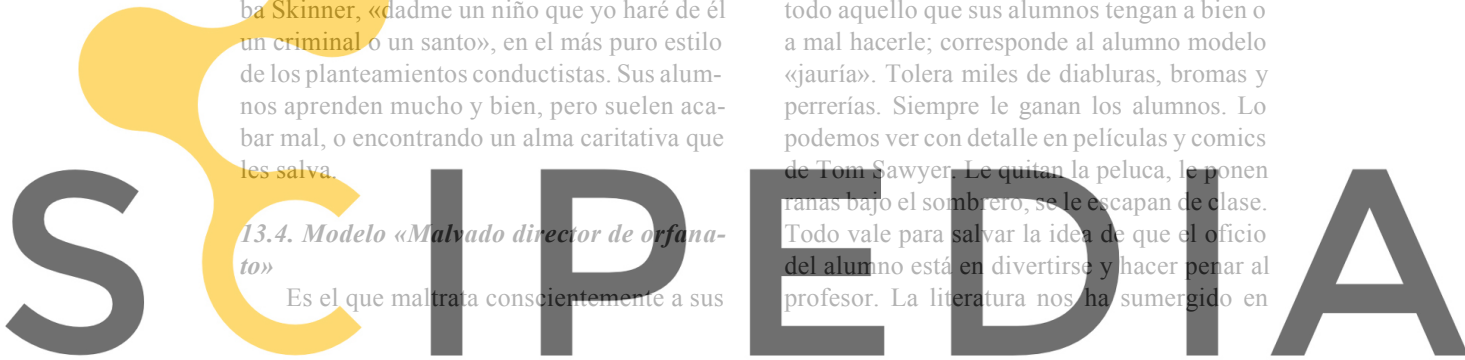 ba Skinner, «dadme un niño que yo haré de él
un criminal o un santo», en el más puro estilo
de los planteamientos conductistas. Sus alum-
nos aprenden mucho y bien, pero suelen aca-
bar mal, o encontrando un alma caritativa que
les salva.
13.4. Modelo «Malvado director de orfana-
to»
Es el que maltrata conscientemente a sus
todo aquello que sus alumnos tengan a bien o
a mal hacerle; corresponde al alumno modelo
«jauría». Tolera miles de diabluras, bromas y
perrerías. Siempre le ganan los alumnos. Lo
podemos ver con detalle en películas y comics
de Tom Sawyer. Le quitan la peluca, le ponen
ranas bajo el sombrero, se le escapan de clase.
Todo vale para salvar la idea de que el oficio
del alumno está en divertirse y hacer penar al
profesor. La literatura nos ha sumergido en
SCIPEDIA